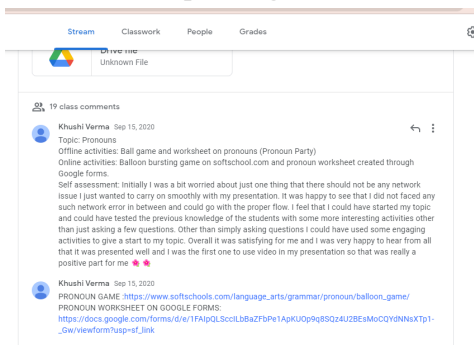 Stream Classwork People Grades
Drive file
Unknown File
19 class comments
Khushi Verma Sep 15, 2020
Topic: Pronouns
Offline activities: Ball game and worksheet on pronouns (Pronoun Party)
Online activities: Balloon bursting game on softschool.com and pronoun worksheet created through
Google forms.
Self assessment: Initially I was a bit worried about just one thing that there should not be any network
issue I just wanted to carry on smoothly with my presentation. It was happy to see that I did not faced any
such network error in between and could go with the proper flow. I feel that I could have started my topic
and could have tested the previous knowledge of the students with some more interesting activities other
than just asking a few questions. Other than simply asking questions I could have used some engaging
activities to give a start to my topic. Overall it was satisfying for me and I was very happy to hear from all
that it was presented well and I was the first one to use video in my presentation so that was really a
positive part for me
Khushi Verma Sep 15, 2020
PRONOUN GAME :https://www.softschools.com/language_arts/grammar/pronoun/balloon_game/
PRONOUN WORKSHEET ON GOOGLE FORMS:
https://docs.google.com/forms/d/e/1FAIpQLSccILbBaZFbPe1ApKUOp9q8SQz4U2BEsMoCQYdNNsXTp1-
_Gw/viewform?usp=sf_link